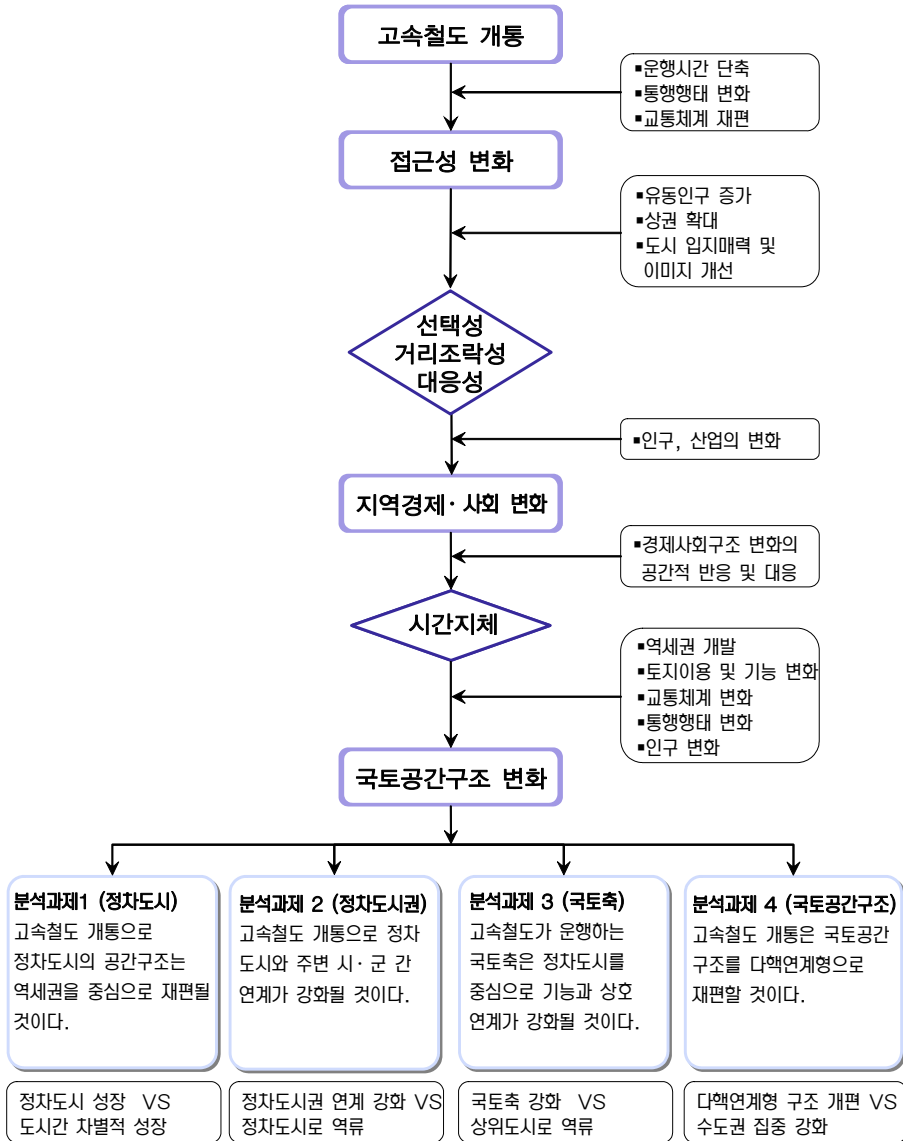 고속철도 개통
▪운행시간 단축
▪통행행태 변화
▪교통체계 재편
접근성 변화
▪유동인구 증가
▪상권 확대
▪도시 입지매력 및
이미지 개선
선택성
거리조락성
대응성
▪인구, 산업의 변화
지역경제·사회 변화
▪경제사회구조 변화의
공간적 반응 및 대응
시간지체
▪역세권 개발
▪토지이용 및 기능 변화
▪교통체계 변화
▪통행행태 변화
▪인구 변화
국토공간구조 변화
분석과제1 (정차도시)
고속철도 개통으로
정차도시의 공간구조는
역세권을 중심으로 재편될
것이다.
정차도시 성장 VS
도시간 차별적 성장
분석과제 2 (정차도시권)
고속철도 개통으로 정차
도시와 주변 시·군 간
연계가 강화될 것이다.
정차도시권 연계 강화 VS
정차도시로 역류
분석과제 3 (국토축)
고속철도가 운행하는
국토축은 정차도시를
중심으로 기능과 상호
연계가 강화될 것이다.
국토축 강화 VS
상위도시로 역류
분석과제 4 (국토공간구조)
고속철도 개통은 국토공간
구조를 다핵연계형으로
재편할 것이다.
다핵연계형 구조 개편 VS
수도권 집중 강화